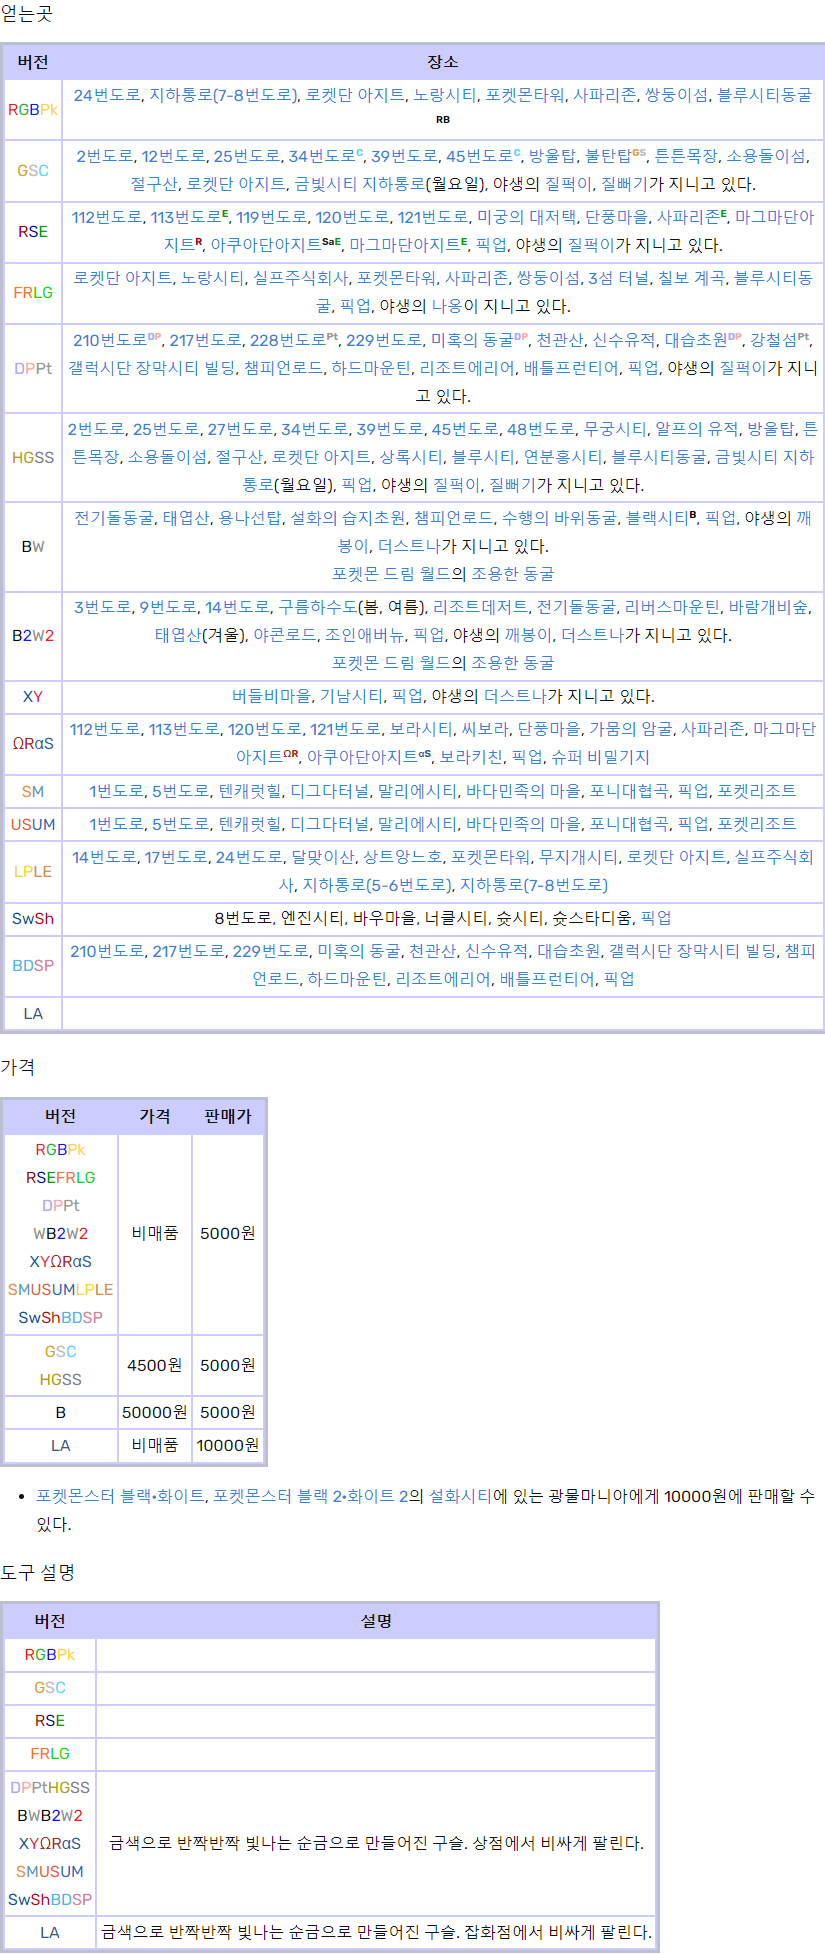 얻는곳
버전 장소
RGBPk 24번도로, 지하통로(7-8번도로), 로켓단 아지트, 노랑시티, 포켓몬타워, 사파리존, 쌍둥이섬, 블루시티동굴
RB
GSC 2번도로, 12번도로, 25번도로, 34번도로C, 39번도로, 45번도로C, 방울탑, 불탄탑GS, 튼튼목장, 소용돌이섬,
절구산, 로켓단 아지트, 금빛시티 지하통로(월요일), 야생의 질퍽이, 질뻐기가 지니고 있다.
RSE 112번도로, 113번도로E, 119번도로, 120번도로, 121번도로, 미궁의 대저택, 단풍마을, 사파리존E, 마그마단아
지트R, 아쿠아단아지트SaE, 마그마단아지트E, 픽업, 야생의 질퍽이가 지니고 있다.
FRLG 로켓단 아지트, 노랑시티, 실프주식회사, 포켓몬타워, 사파리존, 쌍둥이섬, 3섬 터널, 칠보 계곡, 블루시티동
굴, 픽업, 야생의 나옹이 지니고 있다.
DPPt 210번도로DP, 217번도로, 228번도로Pt, 229번도로, 미혹의 동굴DP, 천관산, 신수유적, 대습초원DP, 강철섬Pt,
갤럭시단 장막시티 빌딩, 챔피언로드, 하드마운틴, 리조트에리어, 배틀프런티어, 픽업, 야생의 질퍽이가 지니
고 있다.
HGSS 2번도로, 25번도로, 27번도로, 34번도로, 39번도로, 45번도로, 48번도로, 무궁시티, 알프의 유적, 방울탑, 튼
튼목장, 소용돌이섬, 절구산, 로켓단 아지트, 상록시티, 블루시티, 연분홍시티, 블루시티동굴, 금빛시티 지하
통로(월요일), 픽업, 야생의 질퍽이, 질뻐기가 지니고 있다.
BW 전기돌동굴, 태엽산, 용나선탑, 설화의 습지초원, 챔피언로드, 수행의 바위동굴, 블랙시티B, 픽업, 야생의 깨
봉이, 더스트나가 지니고 있다.
포켓몬 드림 월드의 조용한 동굴
B2W2 3번도로, 9번도로, 14번도로, 구름하수도(봄, 여름), 리조트데저트, 전기돌동굴, 리버스마운틴, 바람개비숲,
태엽산(겨울), 야콘로드, 조인애버뉴, 픽업, 야생의 깨봉이, 더스트나가 지니고 있다.
포켓몬 드림 월드의 조용한 동굴
XY 버들비마을, 기남시티, 픽업, 야생의 더스트나가 지니고 있다.
ΩRαS 112번도로, 113번도로, 120번도로, 121번도로, 보라시티, 씨보라, 단풍마을, 가뭄의 암굴, 사파리존, 마그마단
아지트ΩR, 아쿠아단아지트αS, 보라키친, 픽업, 슈퍼 비밀기지
SM 1번도로, 5번도로, 텐캐럿힐, 디그다터널, 말리에시티, 바다민족의 마을, 포니대협곡, 픽업, 포켓리조트
USUM 1번도로, 5번도로, 텐캐럿힐, 디그다터널, 말리에시티, 바다민족의 마을, 포니대협곡, 픽업, 포켓리조트
LPLE 14번도로, 17번도로, 24번도로, 달맞이산, 상트앙느호, 포켓몬타워, 무지개시티, 로켓단 아지트, 실프주식회
사, 지하통로(5-6번도로), 지하통로(7-8번도로)
SwSh 8번도로, 엔진시티, 바우마을, 너클시티, 슛시티, 슛스타디움, 픽업
BDSP 210번도로, 217번도로, 229번도로, 미혹의 동굴, 천관산, 신수유적, 대습초원, 갤럭시단 장막시티 빌딩, 챔피
언로드, 하드마운틴, 리조트에리어, 배틀프런티어, 픽업
LA
가격
버전 가격 판매가
RGBPk
RSEFRLG
DPPt
WB2W2 비매품 5000원
XYΩRαS
SMUSUMLPLE
SwShBDSP
GSC
HGSS 4500원 5000원
B 50000원 5000원
LA 비매품 10000원
• 포켓몬스터 블랙·화이트, 포켓몬스터 블랙 2·화이트 2의 설화시티에 있는 광물마니아에게 10000원에 판매할 수
있다.
도구 설명
버전 설명
RGBPk
GSC
RSE
FRLG
DPPtHGSS
BWB2W2
XYΩRαS 금색으로 반짝반짝 빛나는 순금으로 만들어진 구슬. 상점에서 비싸게 팔린다.
SMUSUM
SwShBDSP
LA 금색으로 반짝반짝 빛나는 순금으로 만들어진 구슬. 잡화점에서 비싸게 팔린다.